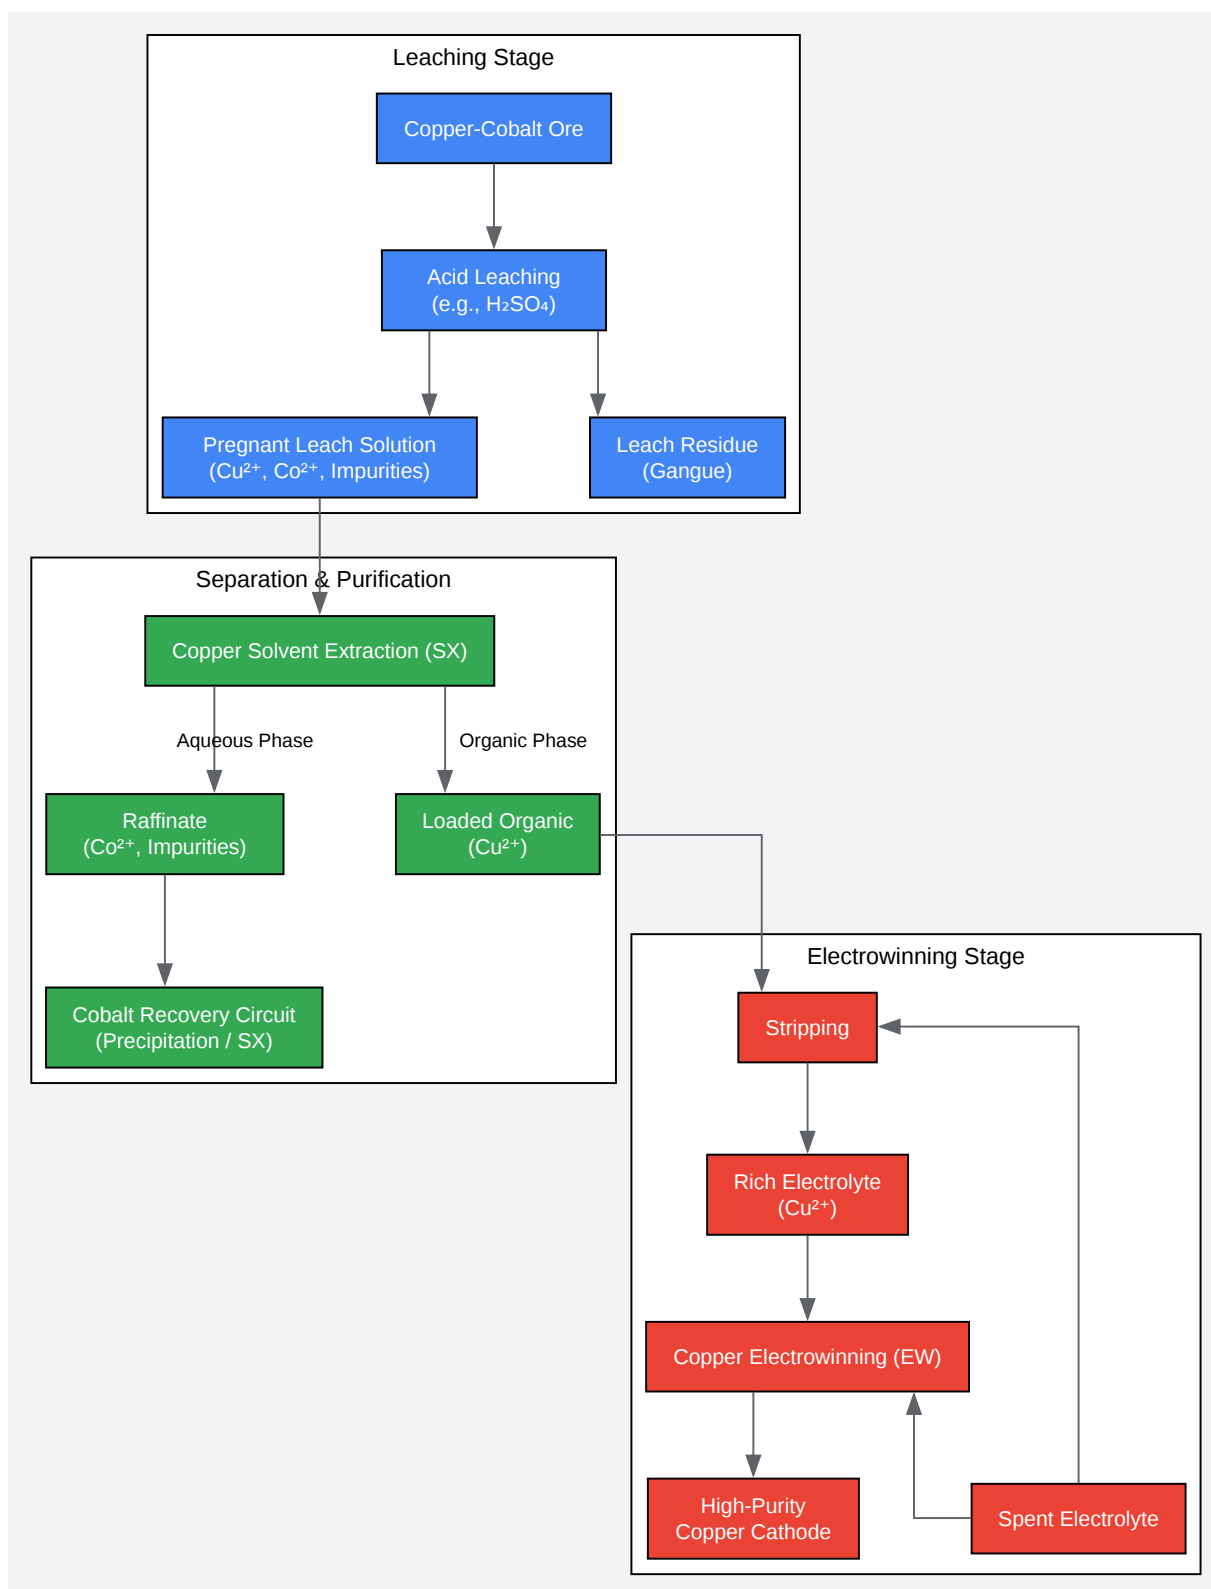 Leaching Stage
Copper-Cobalt Ore
Acid Leaching
(e.g., H₂SO₄)
Pregnant Leach Solution
(Cu²⁺, Co²⁺, Impurities)
Leach Residue
(Gangue)
Separation & Purification
Copper Solvent Extraction (SX)
Aqueous Phase
Organic Phase
Raffinate
(Co²⁺, Impurities)
Loaded Organic
(Cu²⁺)
Cobalt Recovery Circuit
(Precipitation / SX)
Electrowinning Stage
Stripping
Rich Electrolyte
(Cu²⁺)
Copper Electrowinning (EW)
High-Purity
Copper Cathode
Spent Electrolyte